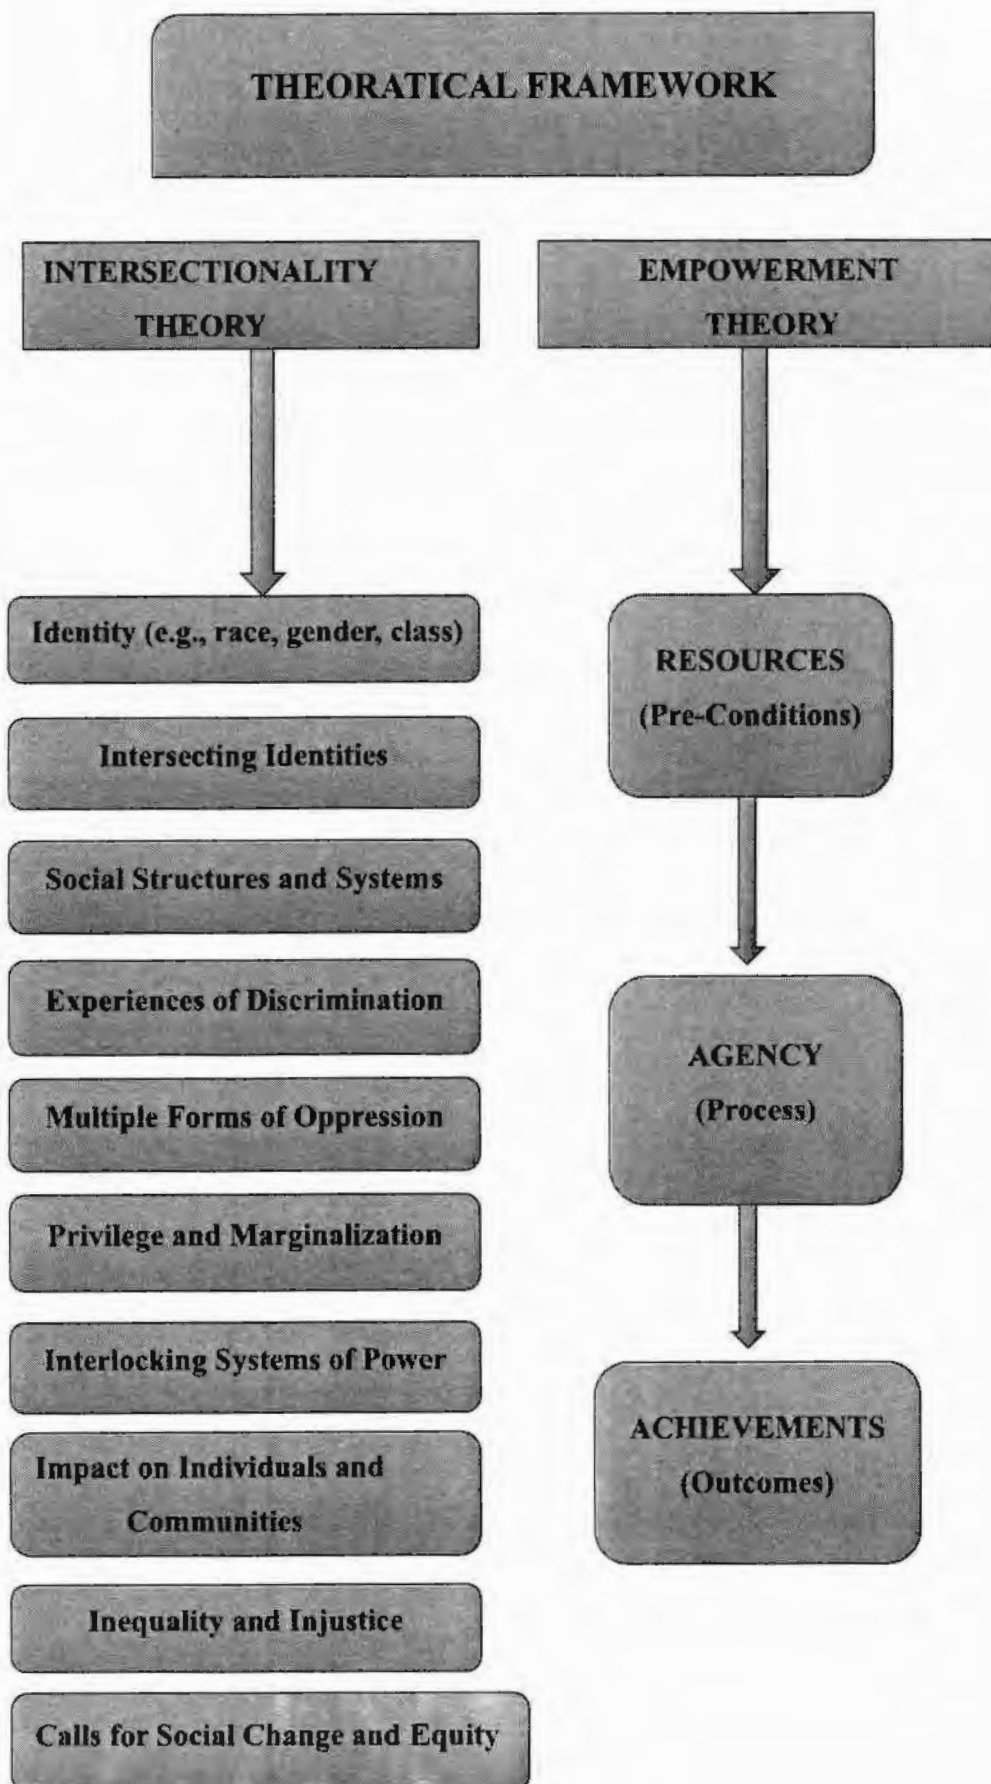 THEORATICAL FRAMEWORK
INTERSECTIONALITY
THEORY
Identity (e.g., race, gender, class)
Intersecting Identities
Social Structures and Systems
Experiences of Discrimination
Multiple Forms of Oppression
Privilege and Marginalization
Interlocking Systems of Power
Impact on Individuals and
Communities
Inequality and Injustice
Calls for Social Change and Equity
EMPOWERMENT
THEORY
RESOURCES
(Pre-Conditions)
AGENCY
(Process)
ACHIEVEMENTS
(Outcomes)